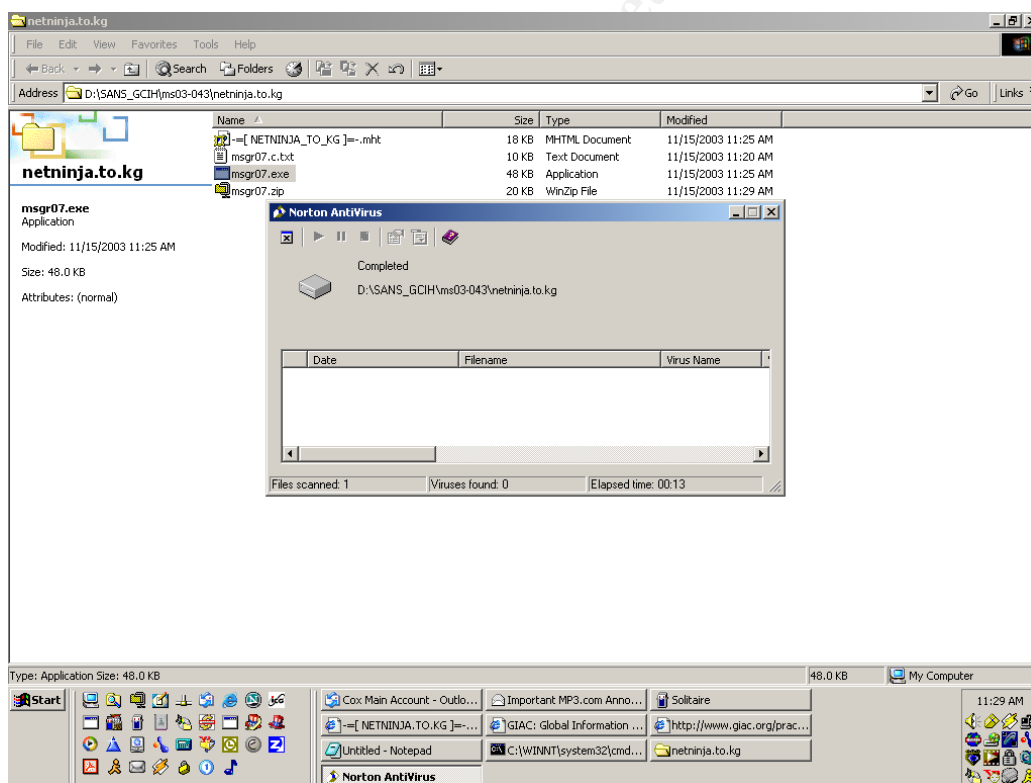 netninja.to.kg
File Edit View Favorites Tools Help
Back Search Folders
Address D:\SANS_GCIH\ms03-043\netninja.to.kg Go Links
Name Size Type Modified
-=[ NETNINJA_TO_KG ]=-.mht 18 KB MHTML Document 11/15/2003 11:25 AM
msgr07.c.txt 10 KB Text Document 11/15/2003 11:20 AM
msgr07.exe 48 KB Application 11/15/2003 11:25 AM
msgr07.zip 20 KB WinZip File 11/15/2003 11:29 AM
netninja.to.kg
msgr07.exe
Application
Modified: 11/15/2003 11:25 AM
Size: 48.0 KB
Attributes: (normal)
Norton AntiVirus
Completed
D:\SANS_GCIH\ms03-043\netninja.to.kg
Date Filename Virus Name
Files scanned: 1 Viruses found: 0 Elapsed time: 00:13
Type: Application Size: 48.0 KB 48.0 KB My Computer
Start Cox Main Account - Outlo... Important MP3.com Anno... Solitaire 11:29 AM
-=[ NETNINJA.TO.KG ]=-... GIAC: Global Information ... http://www.giac.org/prac...
Untitled - Notepad C:\WINNT\system32\cmd... netninja.to.kg
Norton AntiVirus